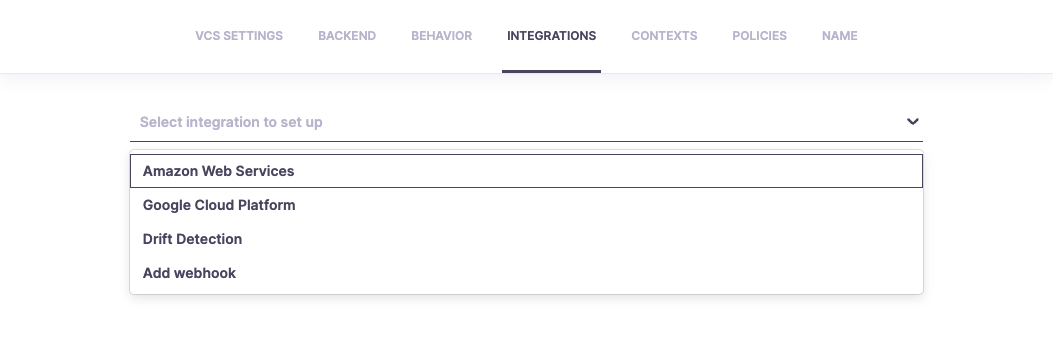 VCS SETTINGS BACKEND BEHAVIOR INTEGRATIONS CONTEXTS POLICIES NAME
Select integration to set up
Amazon Web Services
Google Cloud Platform
Drift Detection
Add webhook